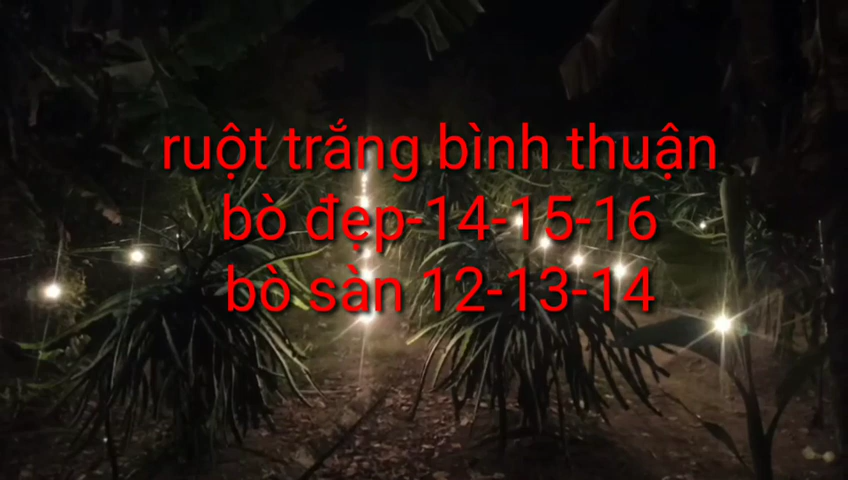 ruột trắng bình thuận
bò đẹp-14-15-16
bò sàn 12-13-14